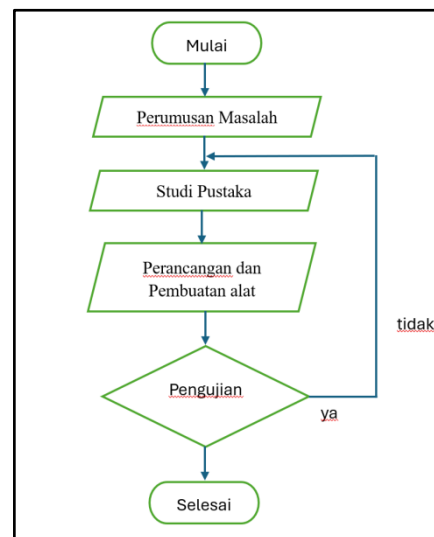 Mulai
Perumusan Masalah
Studi Pustaka
Perancangan dan
Pembuatan alat
tidak
Pengujian
ya
Selesai